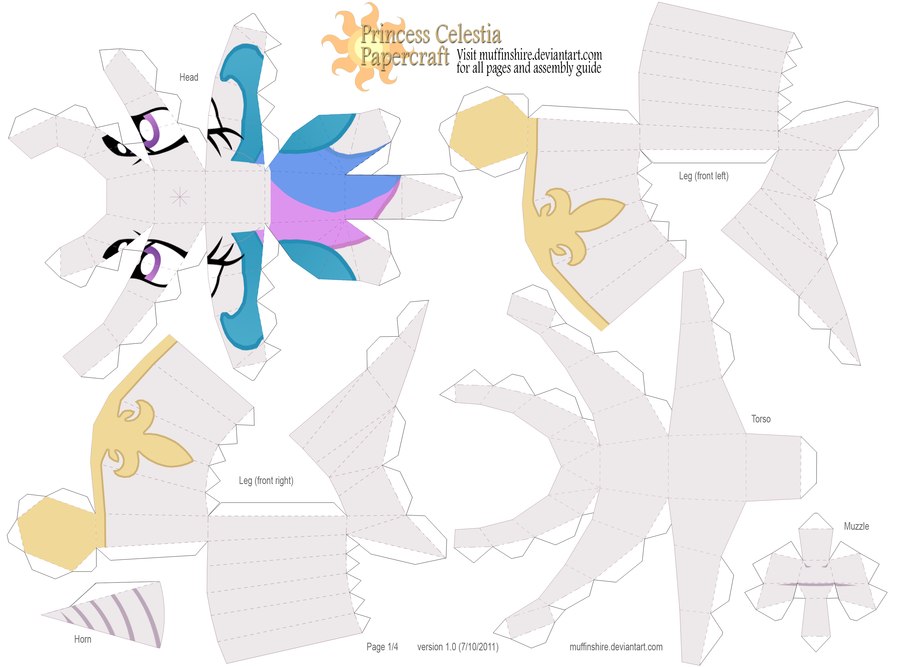 Princess Celestia
Papercraft
Visit muffinshire.deviantart.com
for all pages and assembly guide
Head
Leg (front left)
Torso
Leg (front right)
Muzzle
Horn
Page 1/4 version 1.0 (7/10/2011) muffinshire.deviantart.com